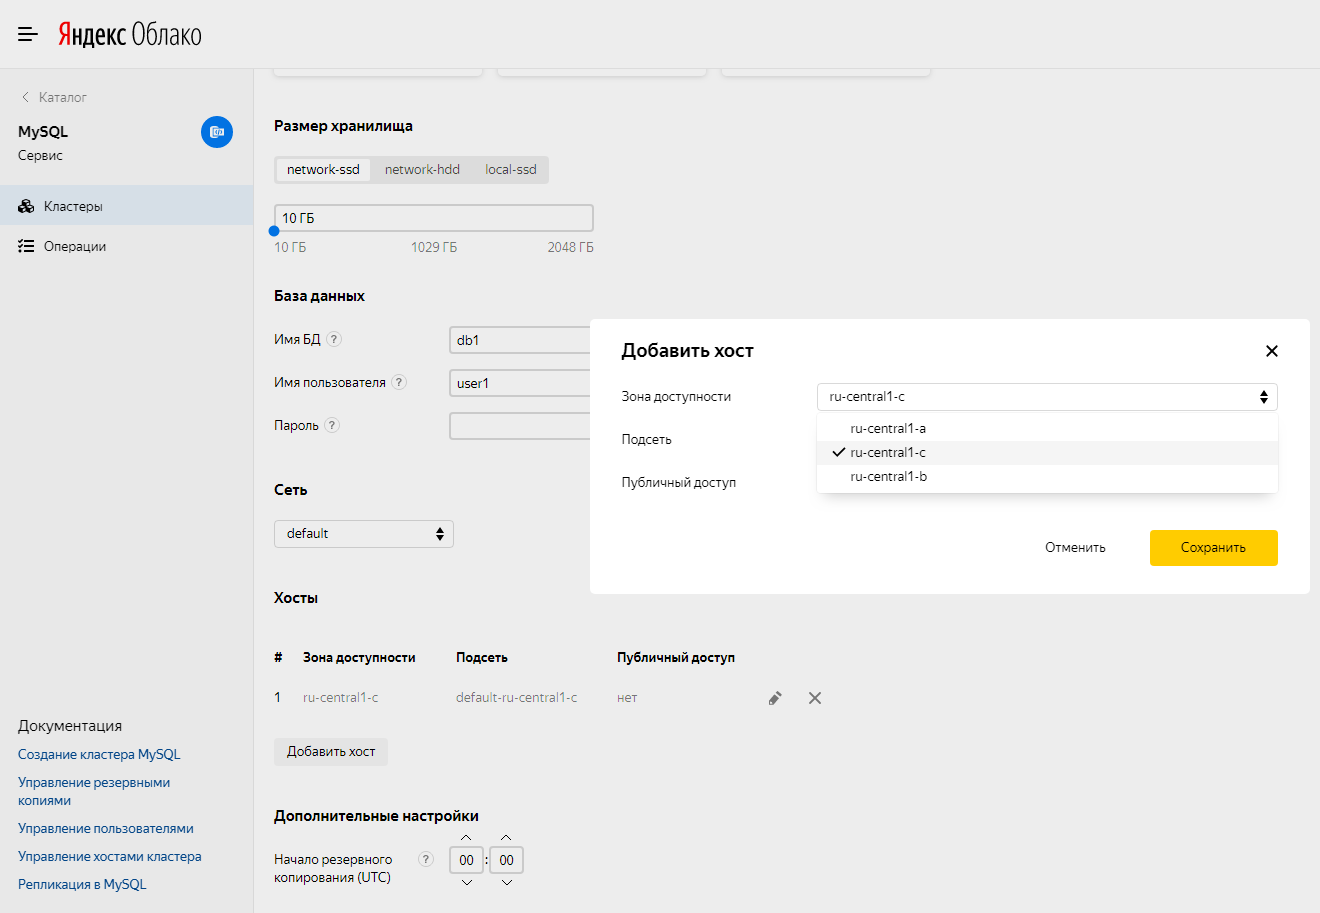 Яндекс Облако
Каталог
MySQL
Сервис
Кластеры
Операции
Документация
Создание кластера MySQL
Управление резервными
копиями
Управление пользователями
Управление хостами кластера
Репликация в MySQL
Размер хранилища
network-ssd network-hdd local-ssd
10 ГБ
10 ГБ 1029 ГБ 2048 ГБ
База данных
Имя БД ? db1
Имя пользователя ? user1
Пароль ?
Сеть
default
Хосты
# Зона доступности Подсеть Публичный доступ
1 ru-central1-c default-ru-central1-c нет
Добавить хост
Дополнительные настройки
Начало резервного
копирования (UTC) ? 00 : 00
Добавить хост
Зона доступности ru-central1-c
ru-central1-a
Подсеть
ru-central1-c
ru-central1-b
Публичный доступ
Отменить Сохранить